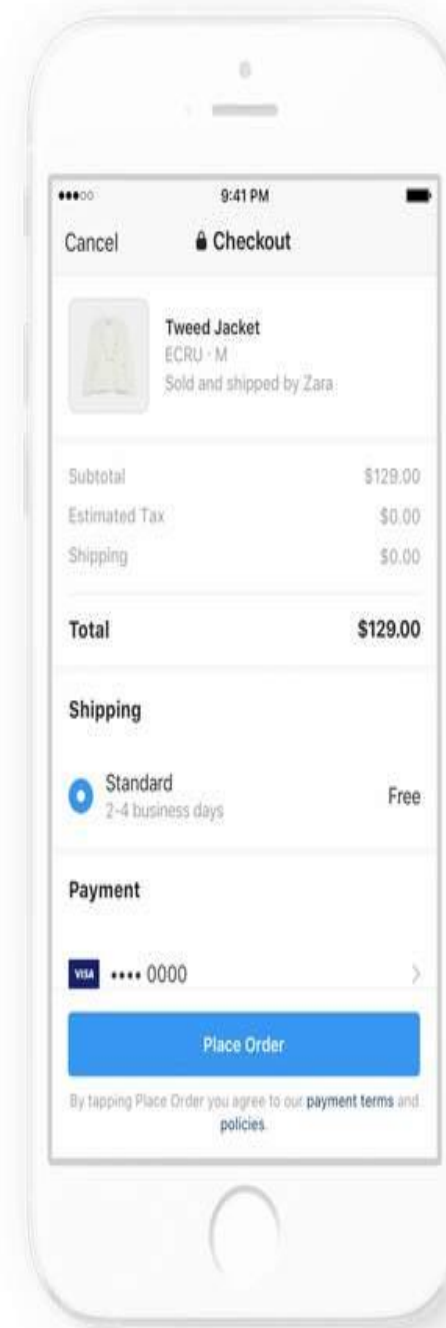 9:41 PM
Cancel Checkout
Tweed Jacket
ECRU · M
Sold and shipped by Zara
Subtotal $129.00
Estimated Tax $0.00
Shipping $0.00
Total $129.00
Shipping
Standard Free
2-4 business days
Payment
VISA •••• 0000
Place Order
By tapping Place Order you agree to our payment terms and
policies.